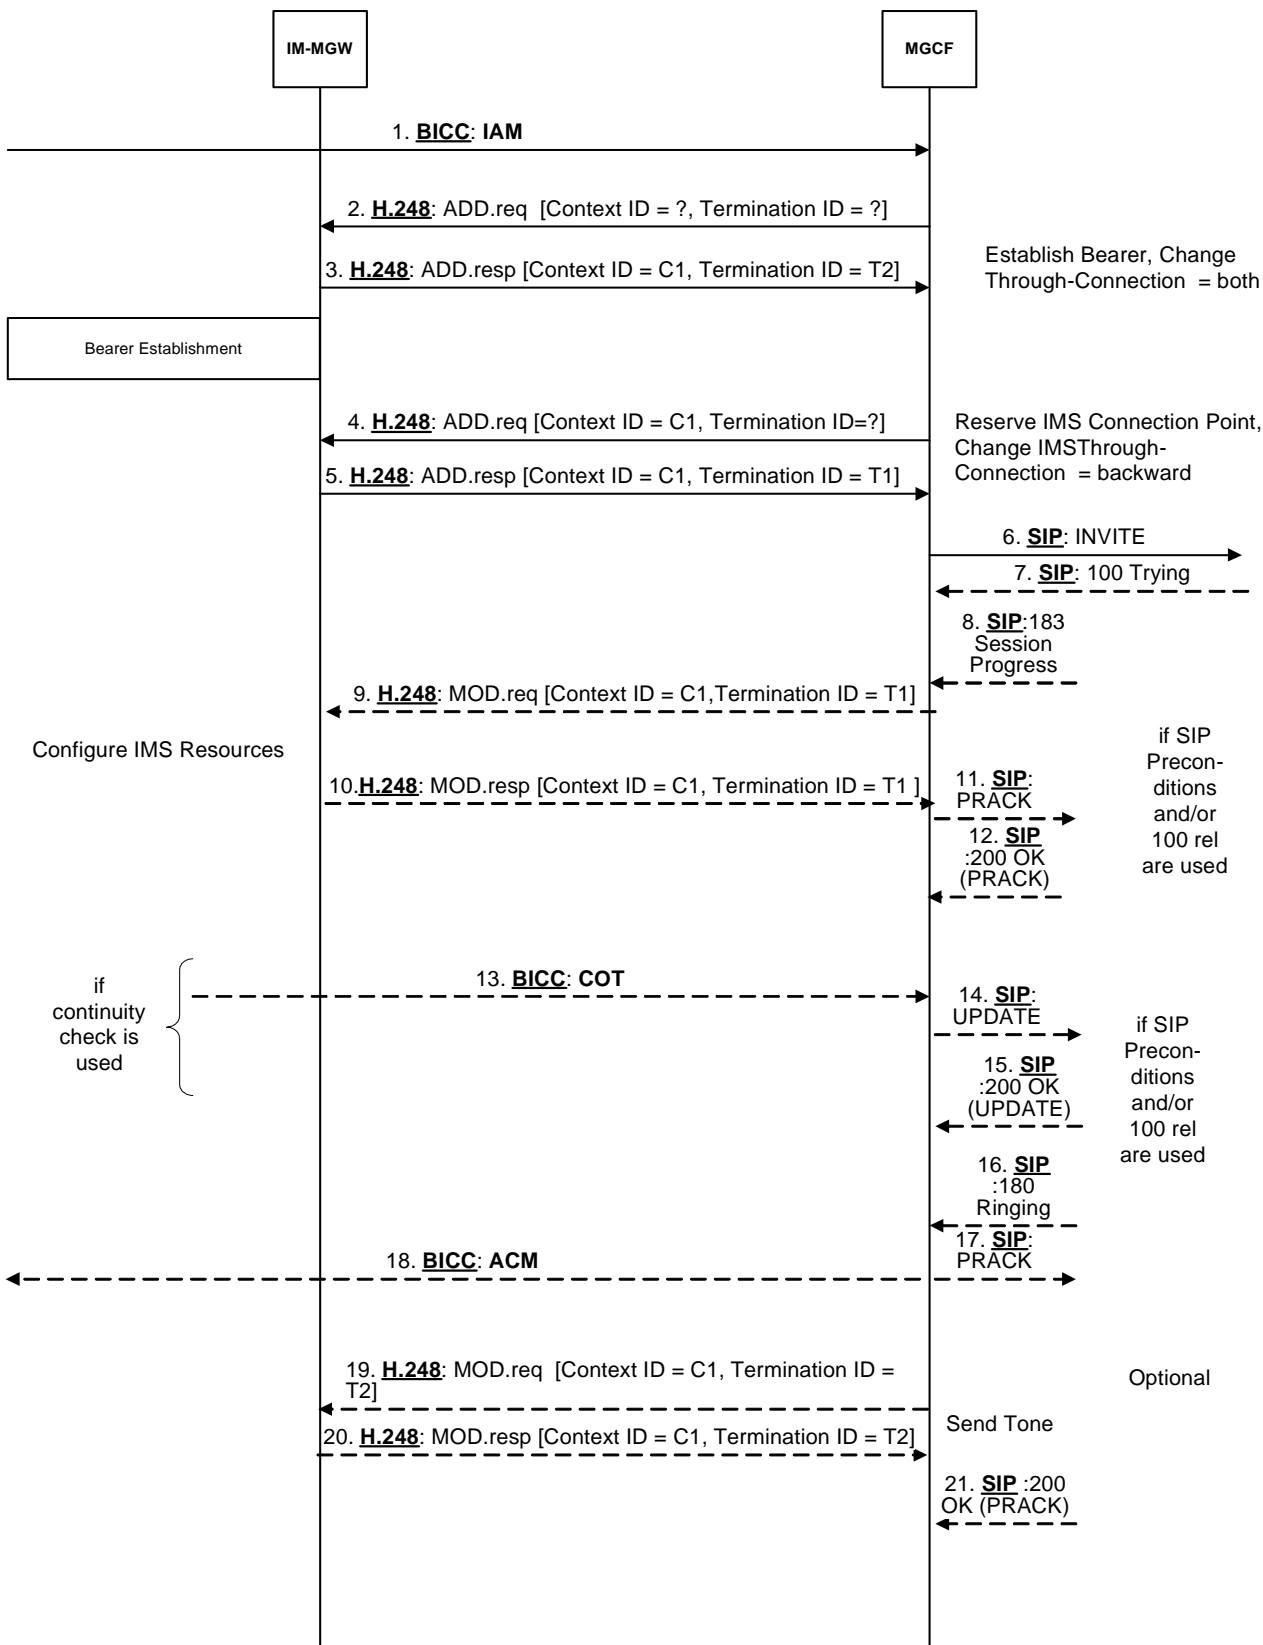 IM-MGW
MGCF
1. BICC: IAM
2. H.248: ADD.req  [Context ID = ?, Termination ID = ?]
3. H.248: ADD.resp [Context ID = C1, Termination ID = T2]
Establish Bearer, Change
Through-Connection  = both
Bearer Establishment
4. H.248: ADD.req [Context ID = C1, Termination ID=?]
5. H.248: ADD.resp [Context ID = C1, Termination ID = T1]
Reserve IMS Connection Point,
Change IMSThrough-
Connection  = backward
6. SIP: INVITE
7. SIP: 100 Trying
8. SIP:183
Session
Progress
9. H.248: MOD.req [Context ID = C1,Termination ID = T1]
Configure IMS Resources
10.H.248: MOD.resp [Context ID = C1, Termination ID = T1 ]
11. SIP:
PRACK
12. SIP
:200 OK
(PRACK)
if SIP
Precon-
ditions
and/or
100 rel
are used
if
continuity
check is
used
13. BICC: COT
14. SIP:
UPDATE
15. SIP
:200 OK
(UPDATE)
if SIP
Precon-
ditions
and/or
100 rel
are used
16. SIP
:180
Ringing
17. SIP:
PRACK
18. BICC: ACM
19. H.248: MOD.req  [Context ID = C1, Termination ID =
T2]
Optional
Send Tone
20. H.248: MOD.resp [Context ID = C1, Termination ID = T2]
21. SIP :200
OK (PRACK)